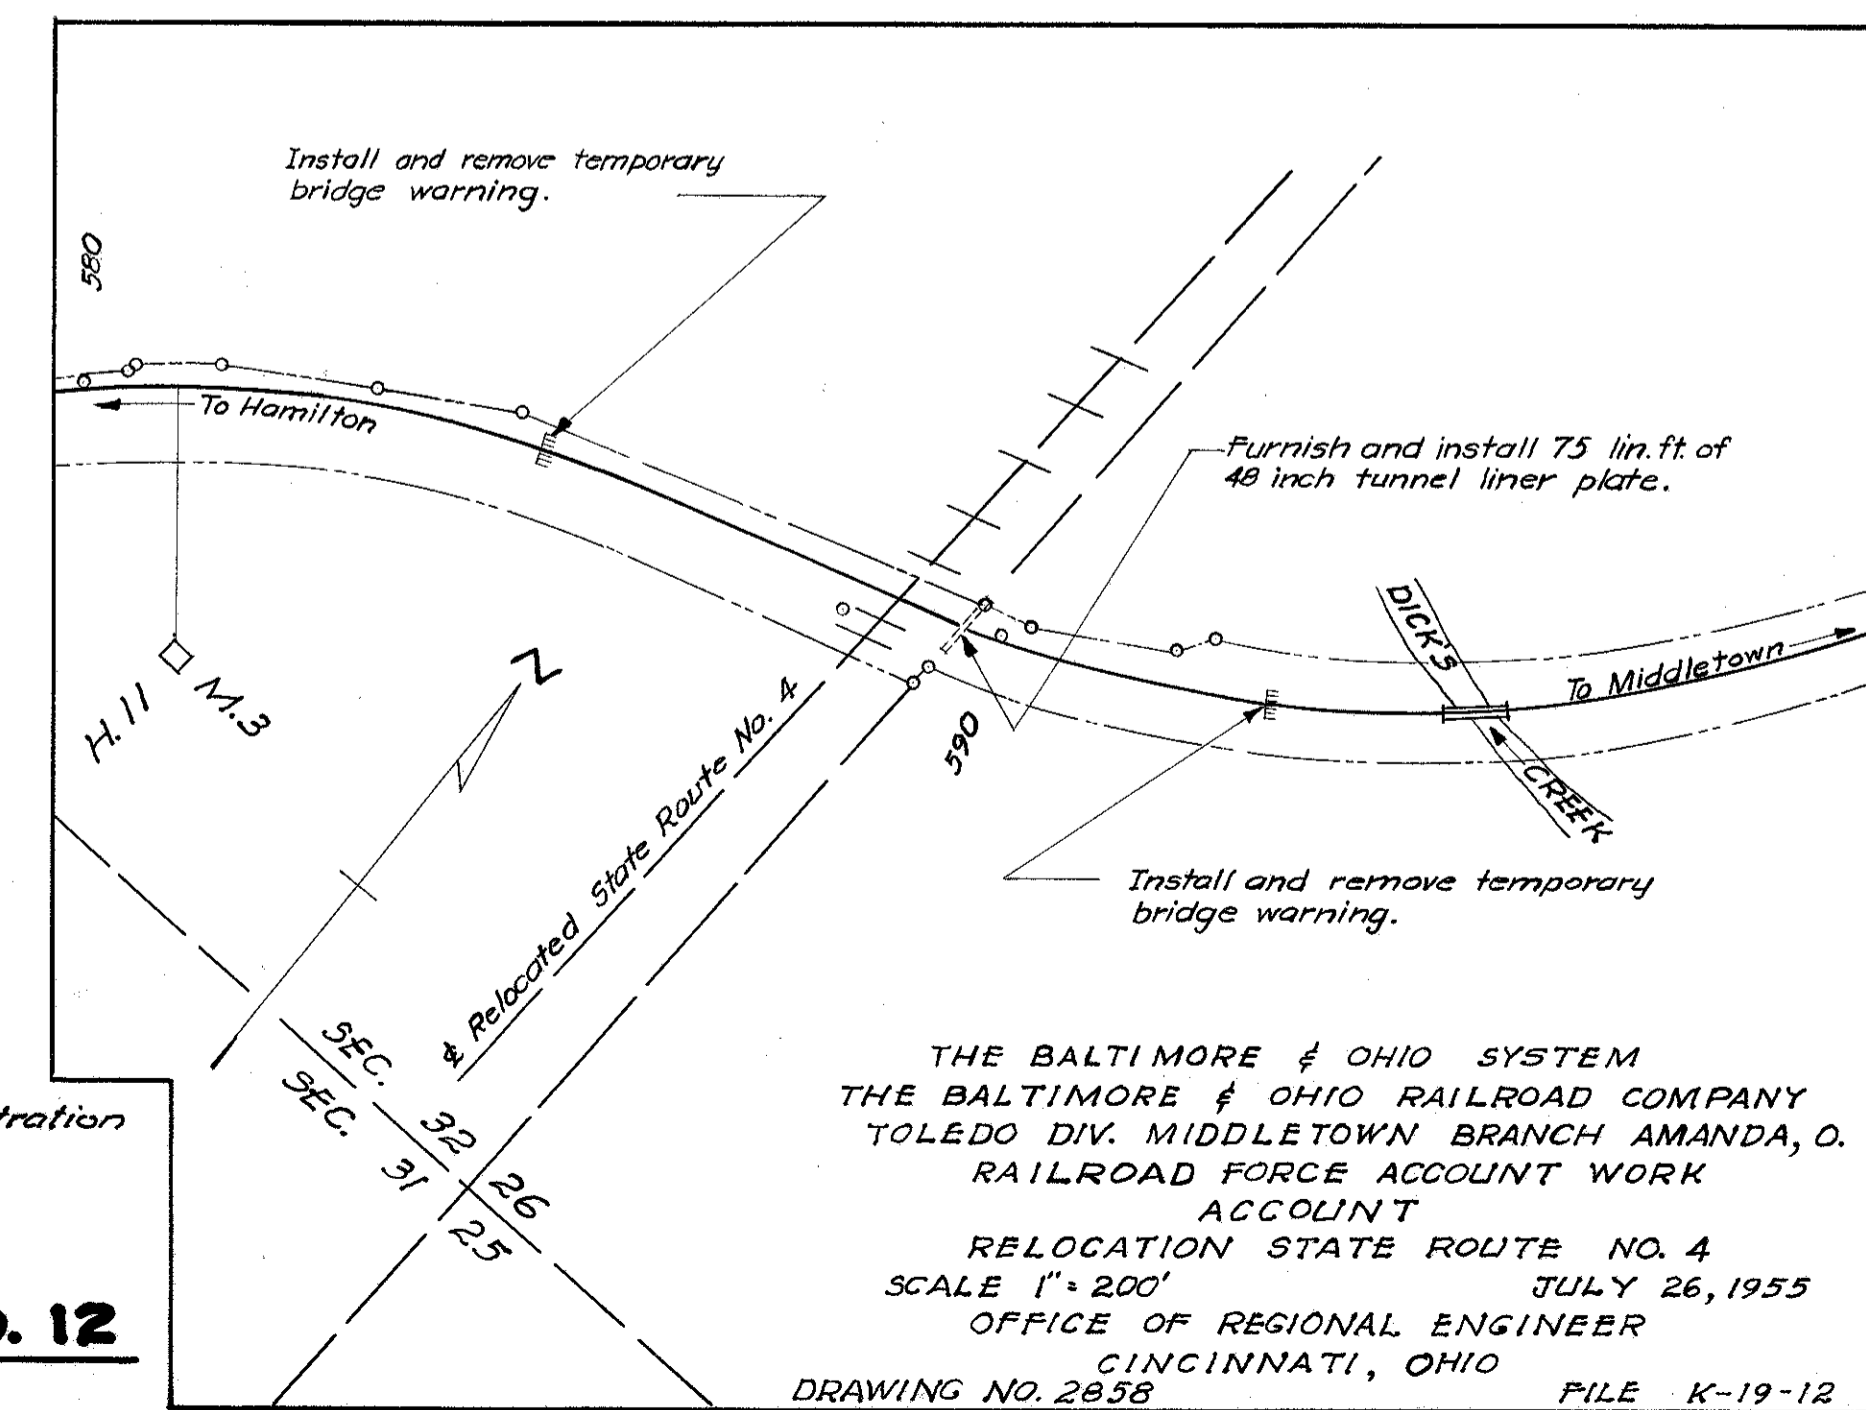 Install and remove temporary
bridge warning.
580
To Hamilton
Furnish and install 75 lin. ft. of
48 inch tunnel liner plate.
DICK'S
CREEK
To Middletown
H. 11
M. 3
N
590
℄ Relocated State Route No. 4
Install and remove temporary
bridge warning.
SEC. 32
SEC. 31
26
25
THE BALTIMORE & OHIO SYSTEM
THE BALTIMORE & OHIO RAILROAD COMPANY
TOLEDO DIV. MIDDLETOWN BRANCH AMANDA, O.
RAILROAD FORCE ACCOUNT WORK
ACCOUNT
RELOCATION STATE ROUTE NO. 4
SCALE 1" = 200' JULY 26, 1955
OFFICE OF REGIONAL ENGINEER
CINCINNATI, OHIO
DRAWING NO. 2858 FILE K-19-12
tration
. 12